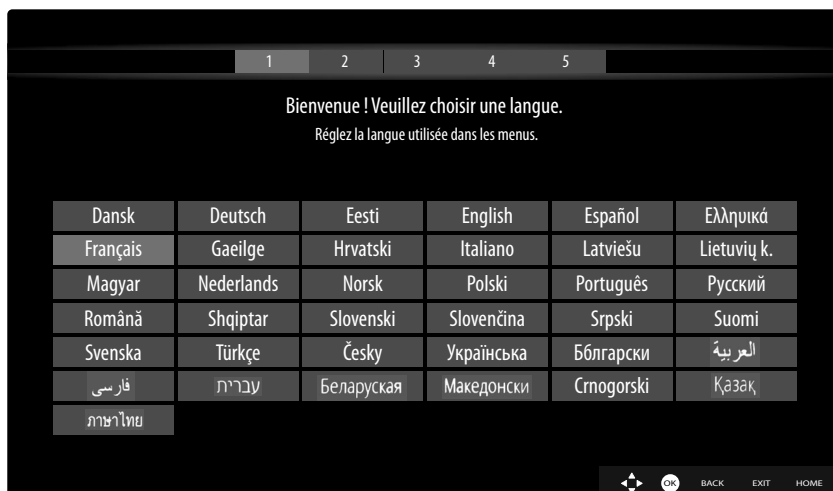 1 2 3 4 5
Bienvenue ! Veuillez choisir une langue.
Réglez la langue utilisée dans les menus.
Dansk Deutsch Eesti English Español Ελληυικά
Français Gaeilge Hrvatski Italiano Latviešu Lietuvių k.
Magyar Nederlands Norsk Polski Português Русский
Română Shqiptar Slovenski Slovenčina Srpski Suomi
Svenska Türkçe Česky Українська Бблгарски العربية
فارسی עברית Беларуская Македонски Crnogorski Қазақ
ภาษาไทย
OK BACK EXIT HOME